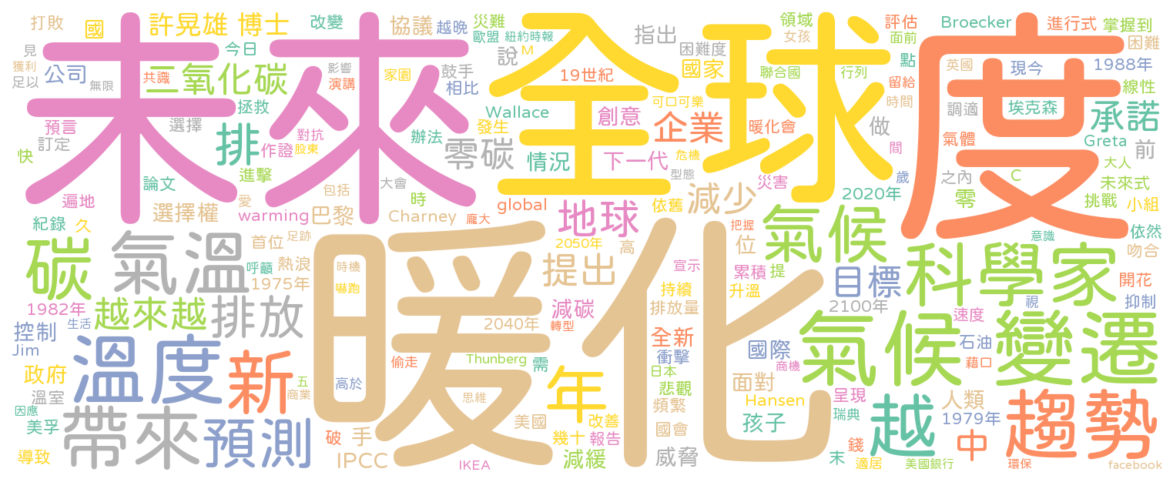 打敗 國 許晃雄 博士 改變 協議 越晚 災難 歐盟 紐約時報 M 指出 領域 女孩 評估 面前 Broecker 進行式 掌握到 困難
見 獲利 足以 公司 共識 無限 二氧化碳 今日 影響 演講 家園 鼓手 相比 說 19世紀 困難度 國家 聯合國 行列 點 留給 英國 現今 1988年 線性
未來 全球 度
預言 訂定 選擇 拯救 排 作證 對抗 股東 辦法 零碳 Wallace 發生 情況 創意 可口可樂 企業 暖化會 做 時間 間 調適 氣體 埃克森 承諾 Greta 前
快 遍地 論文 進擊 選擇權 愛 包括 大會 時 warming 巴黎 Charney 龐大 global 下一代 型態 危機 災害 依舊 減少 2020年 歲 之內 C 零 大人 未來式 挑戰 小組
紀錄 久 碳 氣溫 首位 足跡 呼籲 熱浪 1975年 地球 2050年 高 提出 位 把握 氣候 目標 意識 科學家 依然 吻合 開花 抑制
1982年 生活 越來越 排放 時機 嚇跑 暖化 宣示 累積 提 持續 升溫 減碳 排放量 2100年 視 速度
控制 Jim 溫度 新 2040年 轉型 全新 衝擊 國際 氣候變遷 石油 藉口
政府 溫室 五 商業 高於 偷走 Thunberg 需 年 日本 悲觀 面對 商機 Hansen 呈現 人類
因應 美孚 帶來 預測 思維 美國 改善 頻繁 孩子 瑞典 越 1979年 趨勢
導致 破 手 IPCC IKEA 幾十 報告 減緩 國會 威脅 錢 末 適居 美國銀行 中 環保 facebook